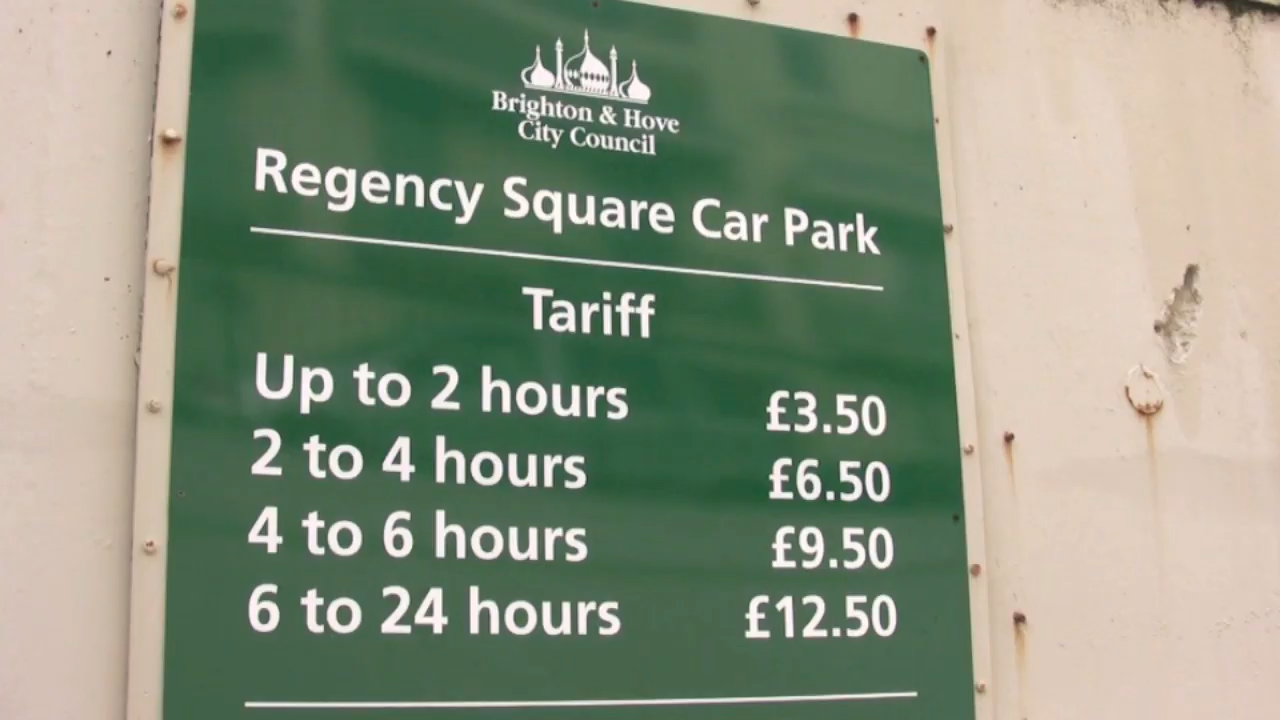 Brighton & Hove
City Council
Regency Square Car Park
Tariff
Up to 2 hours £3.50
2 to 4 hours £6.50
4 to 6 hours £9.50
6 to 24 hours £12.50